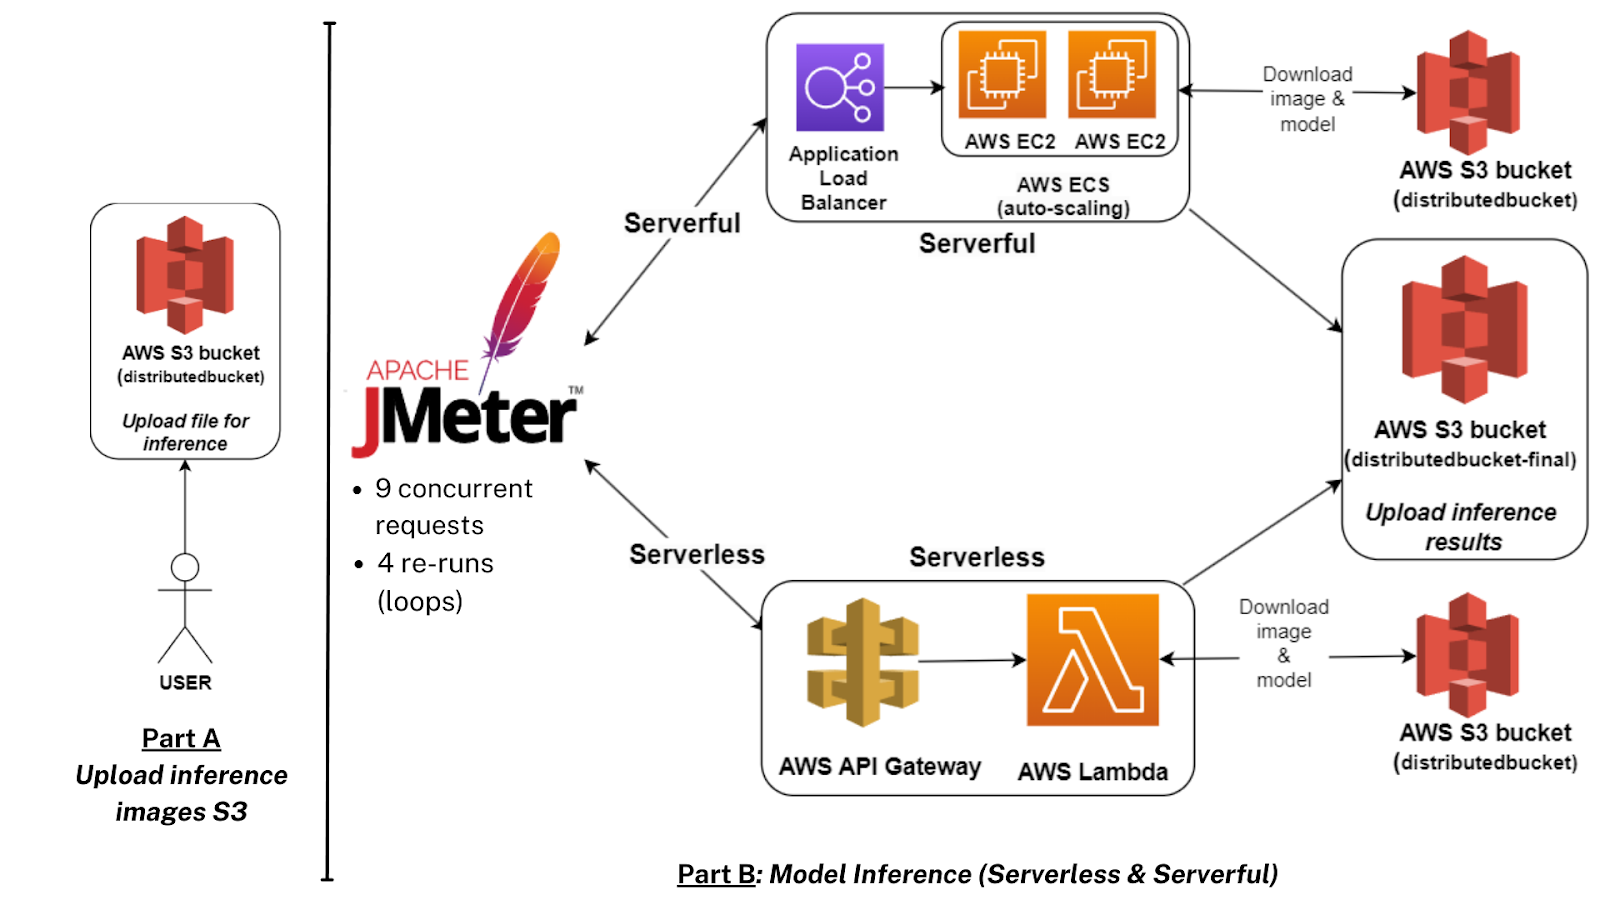 AWS S3 bucket
(distributedbucket)
Upload file for
inference
USER
Part A
Upload inference
images S3
APACHE
JMeter™
• 9 concurrent
requests
• 4 re-runs
(loops)
Serverful
Serverless
Application
Load
Balancer
AWS EC2
AWS EC2
AWS ECS
(auto-scaling)
Serverful
Download
image &
model
AWS S3 bucket
(distributedbucket)
AWS S3 bucket
(distributedbucket-final)
Upload inference
results
Serverless
AWS API Gateway
AWS Lambda
Download
image
&
model
AWS S3 bucket
(distributedbucket)
Part B: Model Inference (Serverless & Serverful)